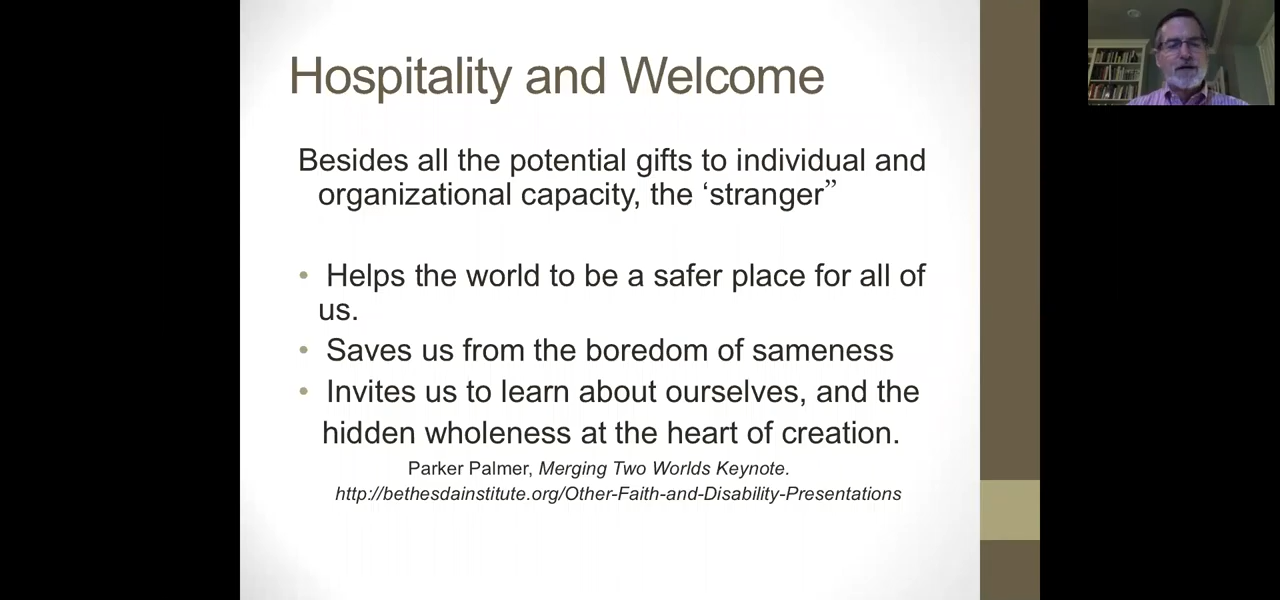 Hospitality and Welcome
Besides all the potential gifts to individual and
organizational capacity, the ‘stranger”
• Helps the world to be a safer place for all of
us.
• Saves us from the boredom of sameness
• Invites us to learn about ourselves, and the
hidden wholeness at the heart of creation.
Parker Palmer, Merging Two Worlds Keynote.
http://bethesdainstitute.org/Other-Faith-and-Disability-Presentations